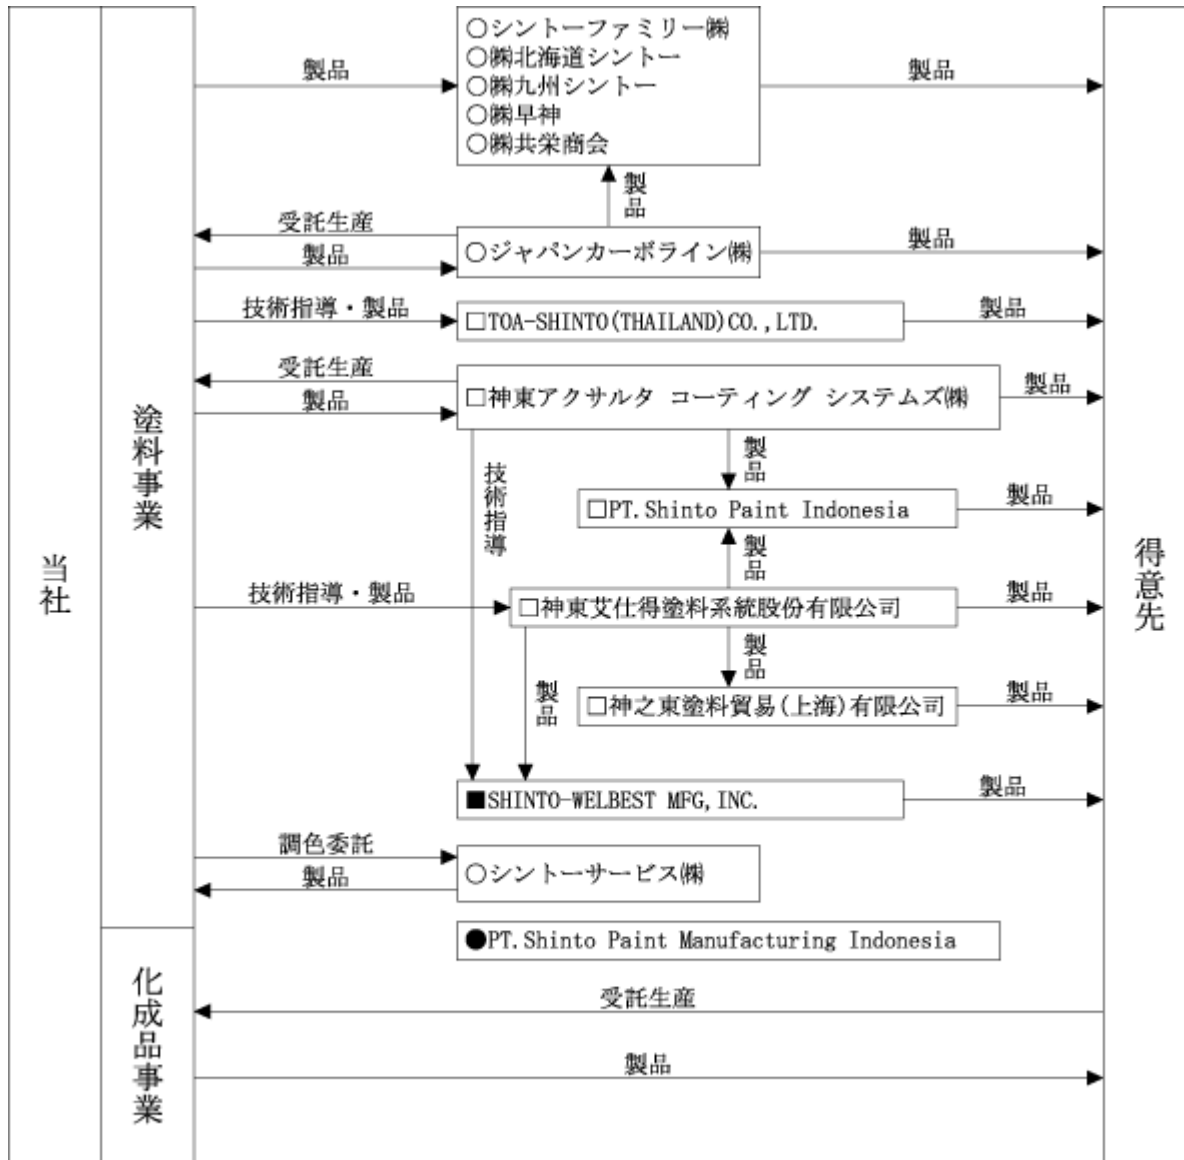 ○シントーファミリー㈱
○㈱北海道シントー
○㈱九州シントー
○㈱早神
○㈱共栄商会
製品
製品
製品
受託生産
製品
○ジャパンカーボライン㈱
製品
技術指導・製品
□TOA-SHINTO(THAILAND)CO.,LTD.
製品
受託生産
製品
□神東アクサルタ コーティング システムズ㈱
製品
塗料事業
技術指導
製品
□PT.Shinto Paint Indonesia
製品
当社
製品
得意先
技術指導・製品
□神東艾仕得塗料系統股份有限公司
製品
製品
製品
□神之東塗料貿易(上海)有限公司
製品
■SHINTO-WELBEST MFG,INC.
製品
調色委託
製品
○シントーサービス㈱
●PT.Shinto Paint Manufacturing Indonesia
化成品事業
受託生産
製品